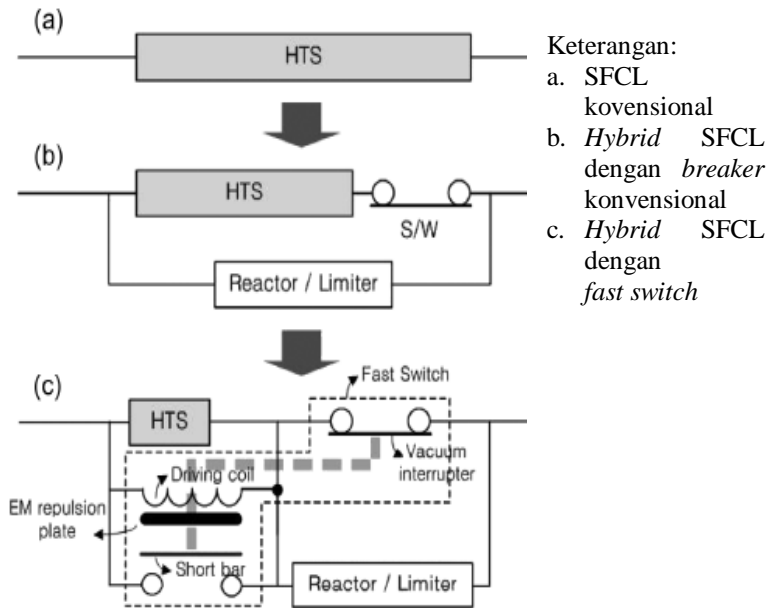 (a)
HTS
(b)
HTS
S/W
Reactor / Limiter
(c)
Fast Switch
HTS
Vacuum
interrupter
Driving coil
EM repulsion
plate
Short bar
Reactor / Limiter
Keterangan:
a. SFCL
kovensional
b. Hybrid SFCL
dengan breaker
konvensional
c. Hybrid SFCL
dengan
fast switch